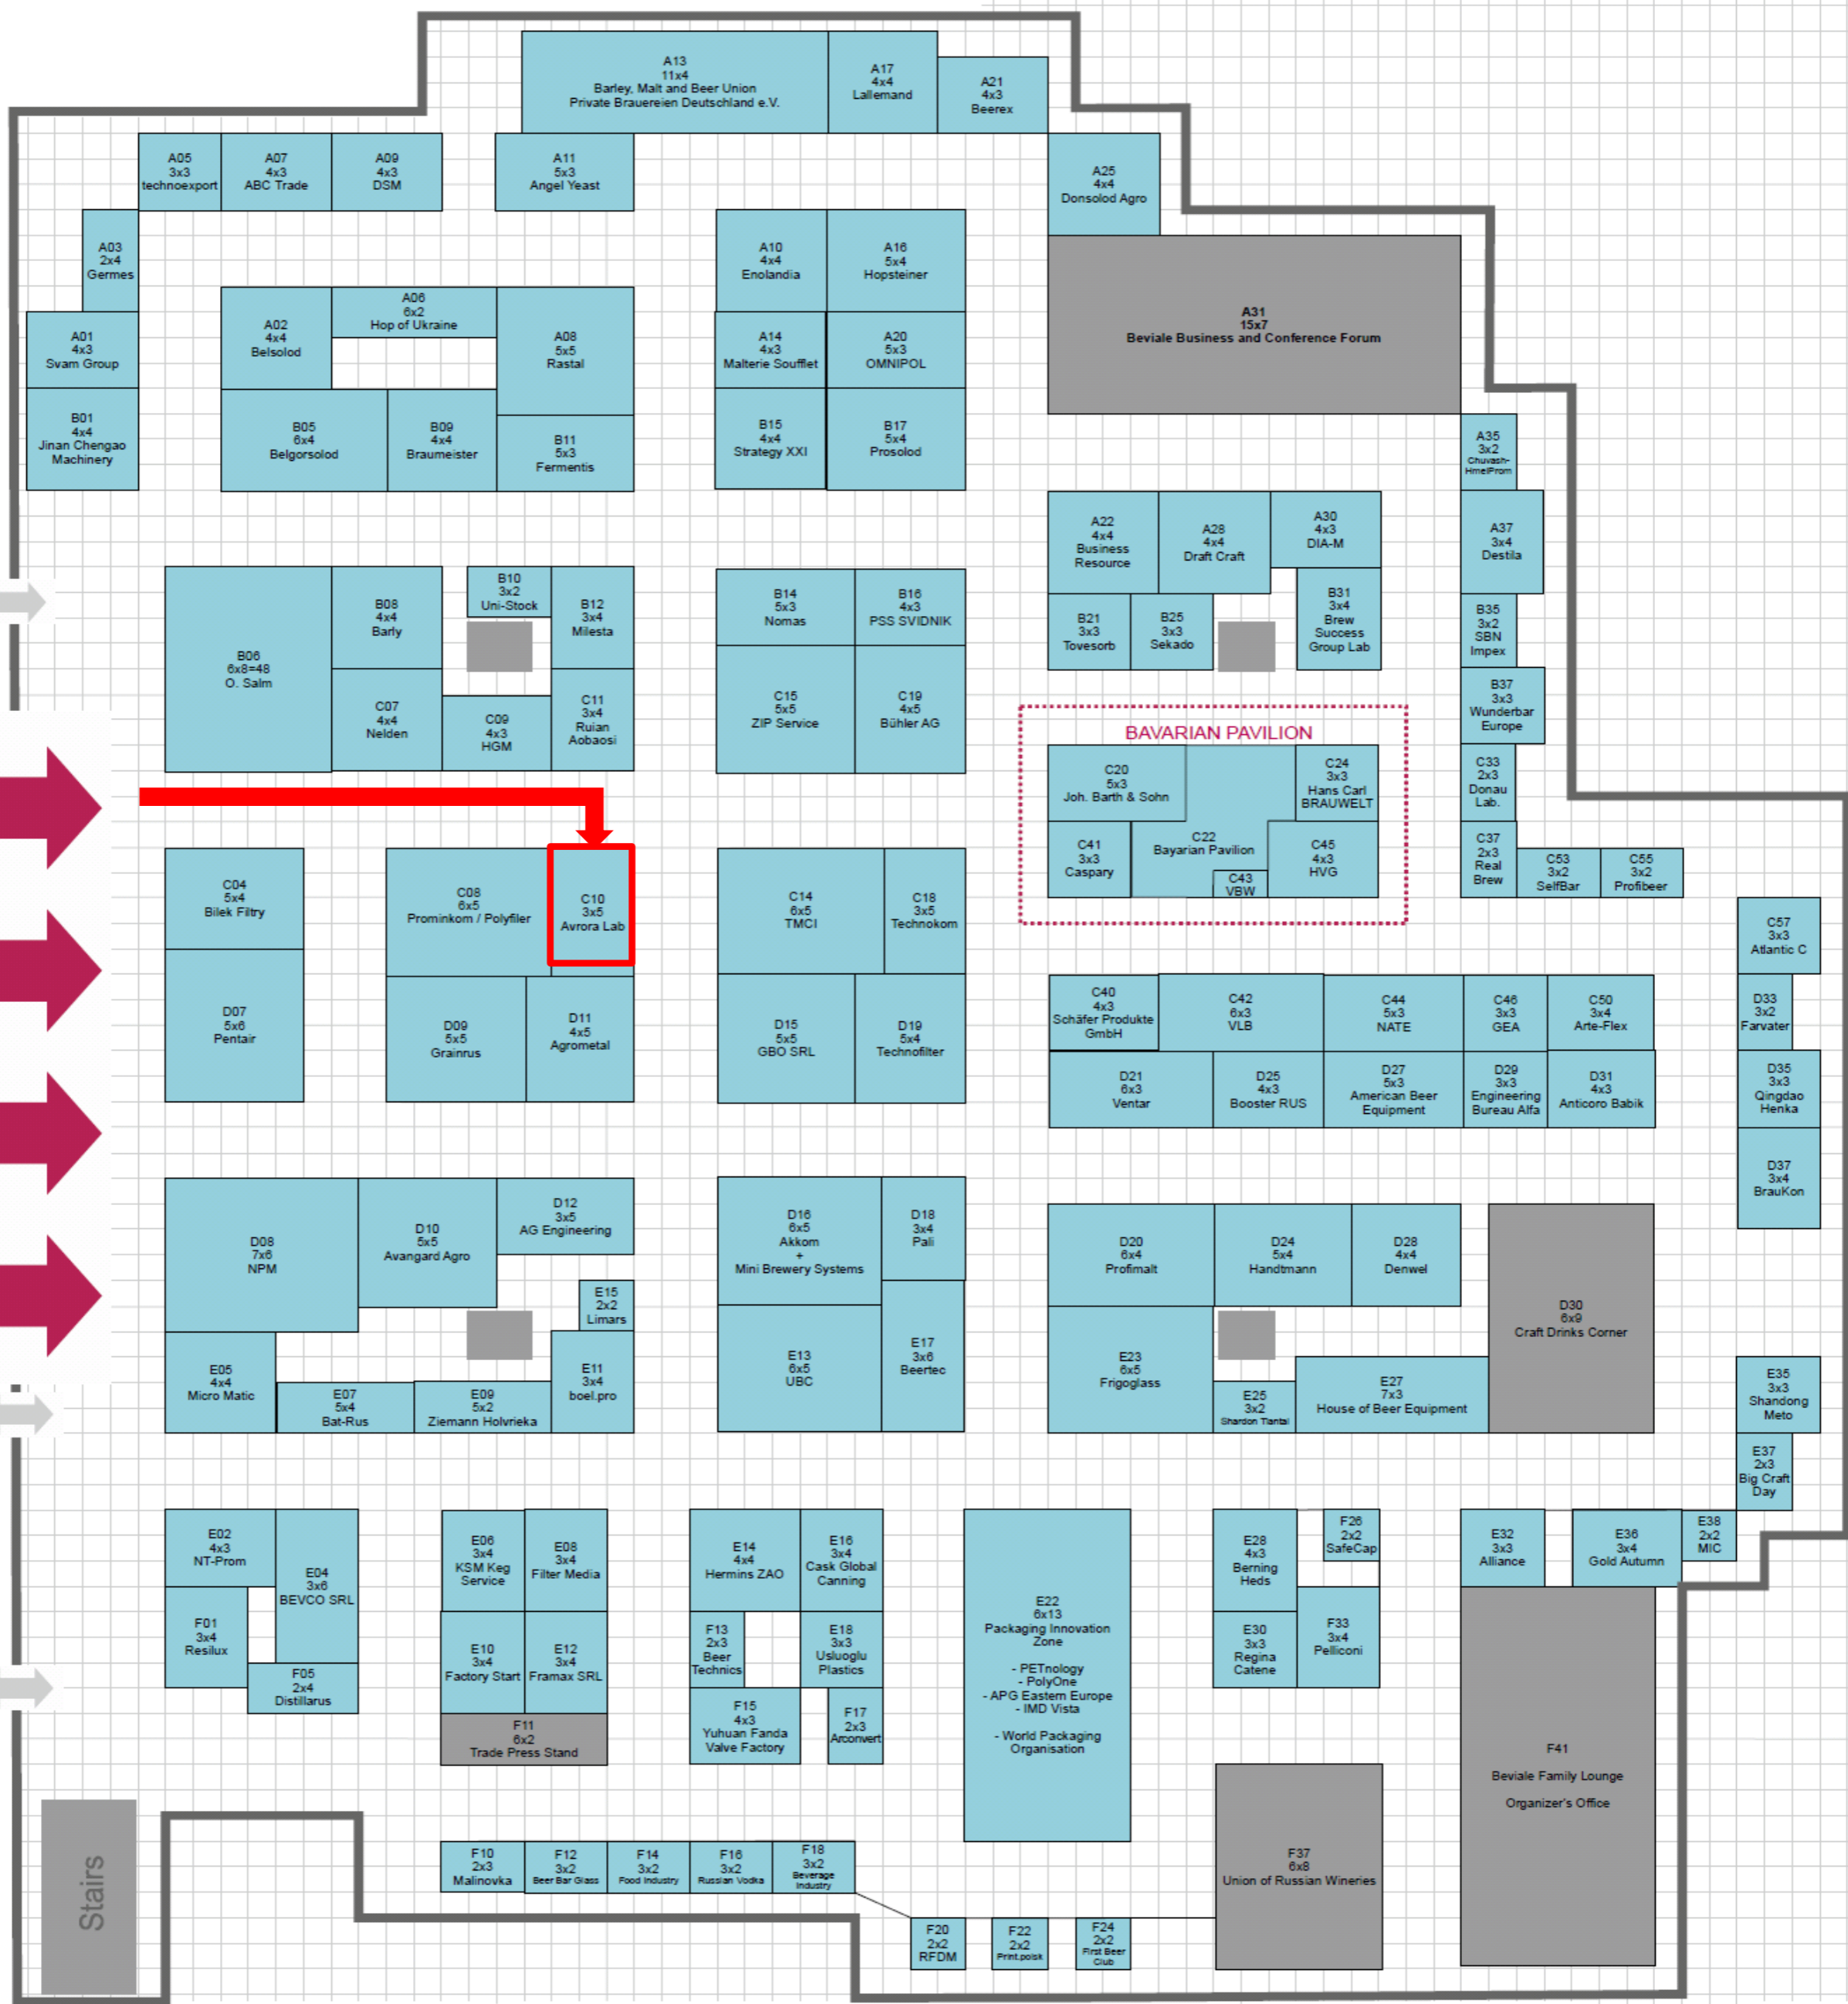 A13
11x4
Barley, Malt and Beer Union
Private Brauereien Deutschland e.V.
A17
4x4
Lallemand
A21
4x3
Beerex
A05
3x3
technoexport
A07
4x3
ABC Trade
A09
4x3
DSM
A11
5x3
Angel Yeast
A25
4x4
Donsolod Agro
A03
2x4
Germes
A10
4x4
Enolandia
A16
5x4
Hopsteiner
A31
15x7
Beviale Business and Conference Forum
A01
4x3
Svam Group
A02
4x4
Belsolod
A06
6x2
Hop of Ukraine
A08
5x5
Rastal
A14
4x3
Malterie Soufflet
A20
5x3
OMNIPOL
B01
4x4
Jinan Chengao
Machinery
B05
6x4
Belgorsolod
B09
4x4
Braumeister
B11
5x3
Fermentis
B15
4x4
Strategy XXI
B17
5x4
Prosolod
A35
3x2
Chuvash-
HmelProm
A22
4x4
Business
Resource
A28
4x4
Draft Craft
A30
4x3
DIA-M
A37
3x4
Destila
B06
6x8=48
O. Salm
B08
4x4
Barly
B10
3x2
Uni-Stock
B12
3x4
Milesta
B14
5x3
Nomas
B16
4x3
PSS SVIDNIK
B21
3x3
Tovesorb
B25
3x3
Sekado
B31
3x4
Brew
Success
Group Lab
B35
3x2
SBN
Impex
C07
4x4
Nelden
C09
4x3
HGM
C11
3x4
Ruian
Aobaosi
C15
5x5
ZIP Service
C19
4x5
Bühler AG
B37
3x3
Wunderbar
Europe
BAVARIAN PAVILION
C20
5x3
Joh. Barth & Sohn
C24
3x3
Hans Carl
BRAUWELT
C33
2x3
Donau
Lab.
C41
3x3
Caspary
C22
Bayarian Pavilion
C43
VBW
C45
4x3
HVG
C37
2x3
Real
Brew
C53
3x2
SelfBar
C55
3x2
Profibeer
C04
5x4
Bilek Filtry
C08
6x5
Prominkom / Polyfiler
C10
3x5
Avrora Lab
C14
6x5
TMCI
C18
3x5
Technokom
C57
3x3
Atlantic C
D07
5x6
Pentair
D09
5x5
Grainrus
D11
4x5
Agrometal
D15
5x5
GBO SRL
D19
5x4
Technofilter
C40
4x3
Schäfer Produkte
GmbH
C42
6x3
VLB
C44
5x3
NATE
C46
3x3
GEA
C50
3x4
Arte-Flex
D33
3x2
Farvater
D21
6x3
Ventar
D25
4x3
Booster RUS
D27
5x3
American Beer
Equipment
D29
3x3
Engineering
Bureau Alfa
D31
4x3
Anticoro Babik
D35
3x3
Qingdao
Henka
D37
3x4
BrauKon
D08
7x6
NPM
D10
5x5
Avangard Agro
D12
3x5
AG Engineering
D16
6x5
Akkom
+
Mini Brewery Systems
D18
3x4
Pali
D20
6x4
Profimalt
D24
5x4
Handtmann
D28
4x4
Denwel
D30
6x9
Craft Drinks Corner
E15
2x2
Limars
E05
4x4
Micro Matic
E07
5x4
Bat-Rus
E09
5x2
Ziemann Holvrieka
E11
3x4
boel.pro
E13
6x5
UBC
E17
3x6
Beertec
E23
6x5
Frigoglass
E25
3x2
Shardon Tiantai
E27
7x3
House of Beer Equipment
E35
3x3
Shandong
Meto
E37
2x3
Big Craft
Day
E02
4x3
NT-Prom
E04
3x6
BEVCO SRL
E06
3x4
KSM Keg
Service
E08
3x4
Filter Media
E14
4x4
Hermins ZAO
E16
3x4
Cask Global
Canning
E22
6x13
Packaging Innovation
Zone
- PETnology
- PolyOne
- APG Eastern Europe
- IMD Vista
- World Packaging
Organisation
E28
4x3
Berning
Heds
F26
2x2
SafeCap
E32
3x3
Alliance
E36
3x4
Gold Autumn
E38
2x2
MIC
F01
3x4
Resilux
F05
2x4
Distillarus
E10
3x4
Factory Start
E12
3x4
Framax SRL
F13
2x3
Beer
Technics
E18
3x3
Usluoglu
Plastics
E30
3x3
Regina
Catene
F33
3x4
Pelliconi
F11
6x2
Trade Press Stand
F15
4x3
Yuhuan Fanda
Valve Factory
F17
2x3
Arconvert
F41
Beviale Family Lounge
Organizer's Office
Stairs
F10
2x3
Malinovka
F12
3x2
Beer Bar Glass
F14
3x2
Food Industry
F16
3x2
Russian Vodka
F18
3x2
Beverage
Industry
F37
6x8
Union of Russian Wineries
F20
2x2
RFDM
F22
2x2
Print.poisk
F24
2x2
First Beer
Club